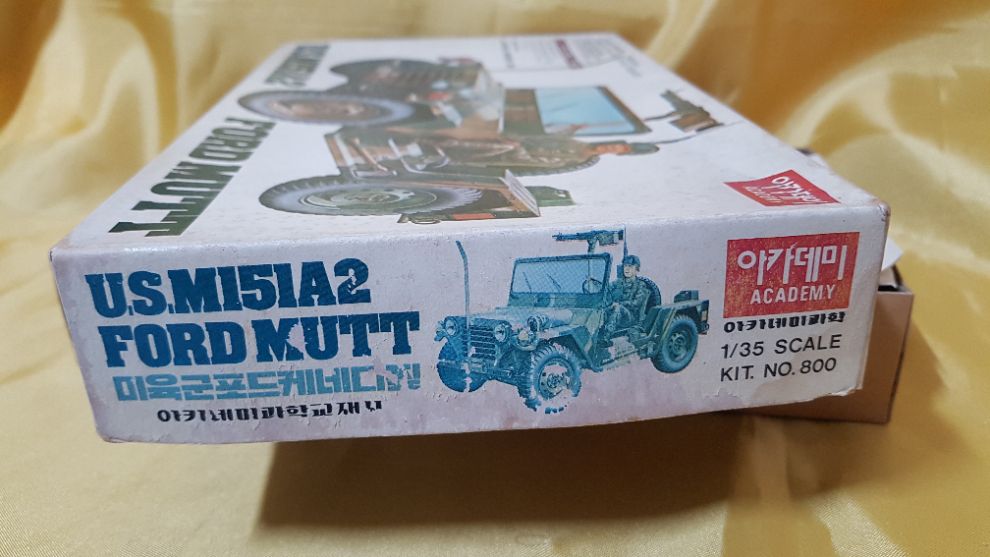 U.S.M151A2
FORD MUTT
미육군포드케네디찦
아카데미과학교재사
아카데미
ACADEMY
아카데미과학
1/35 SCALE
KIT. NO. 800
FORD MUTT